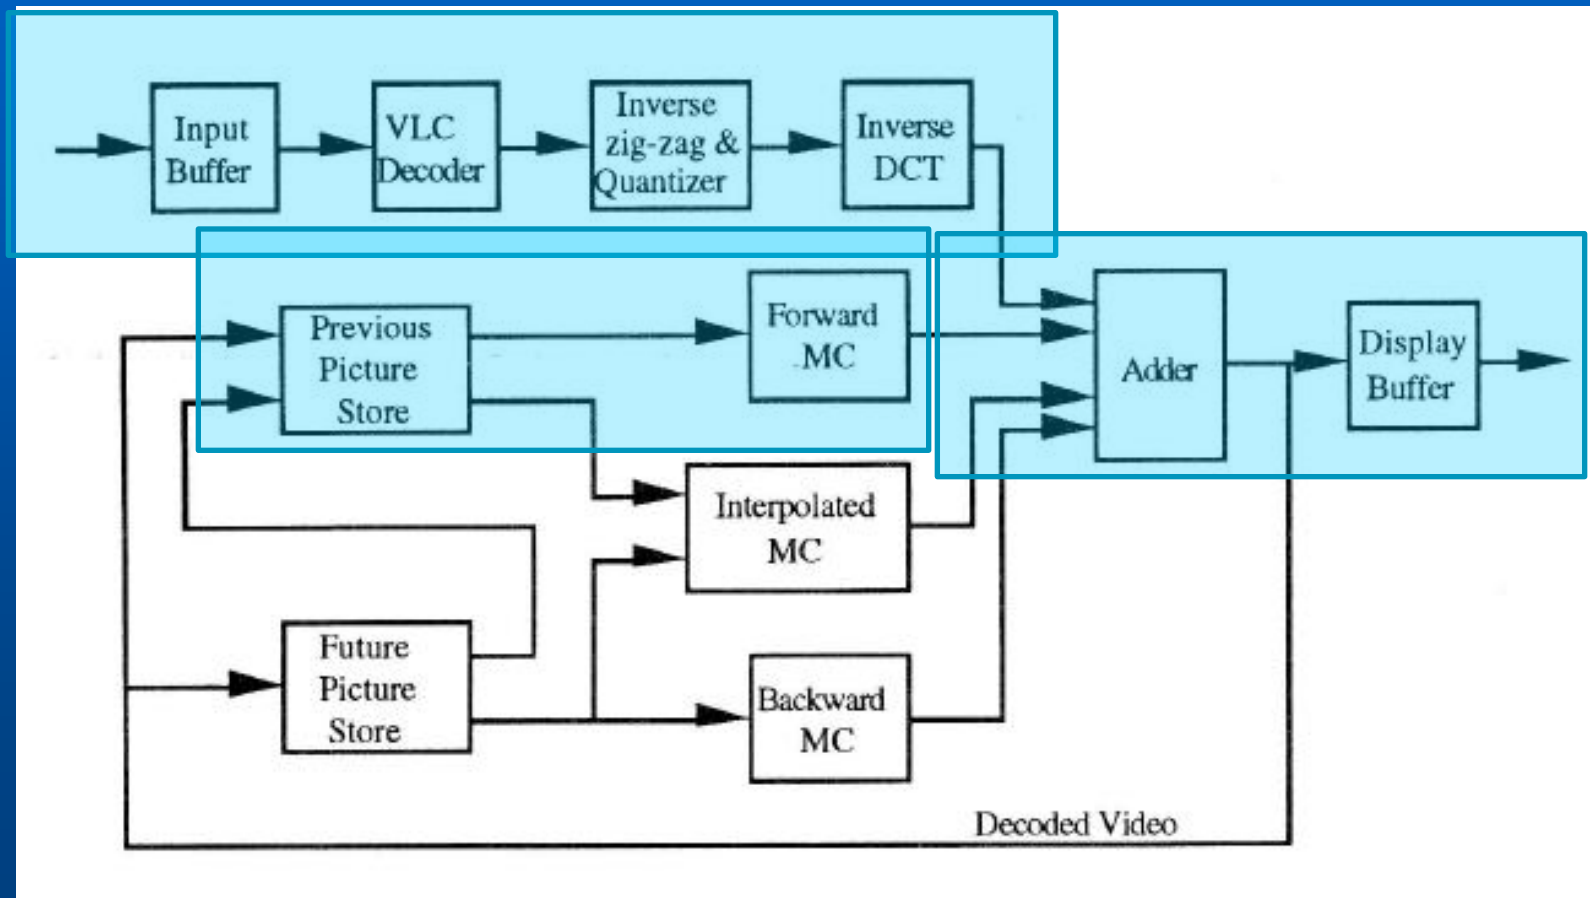 Input
Buffer
VLC
Decoder
Inverse
zig-zag &
Quantizer
Inverse
DCT
Previous
Picture
Store
Forward
MC
Adder
Display
Buffer
Interpolated
MC
Future
Picture
Store
Backward
MC
Decoded Video